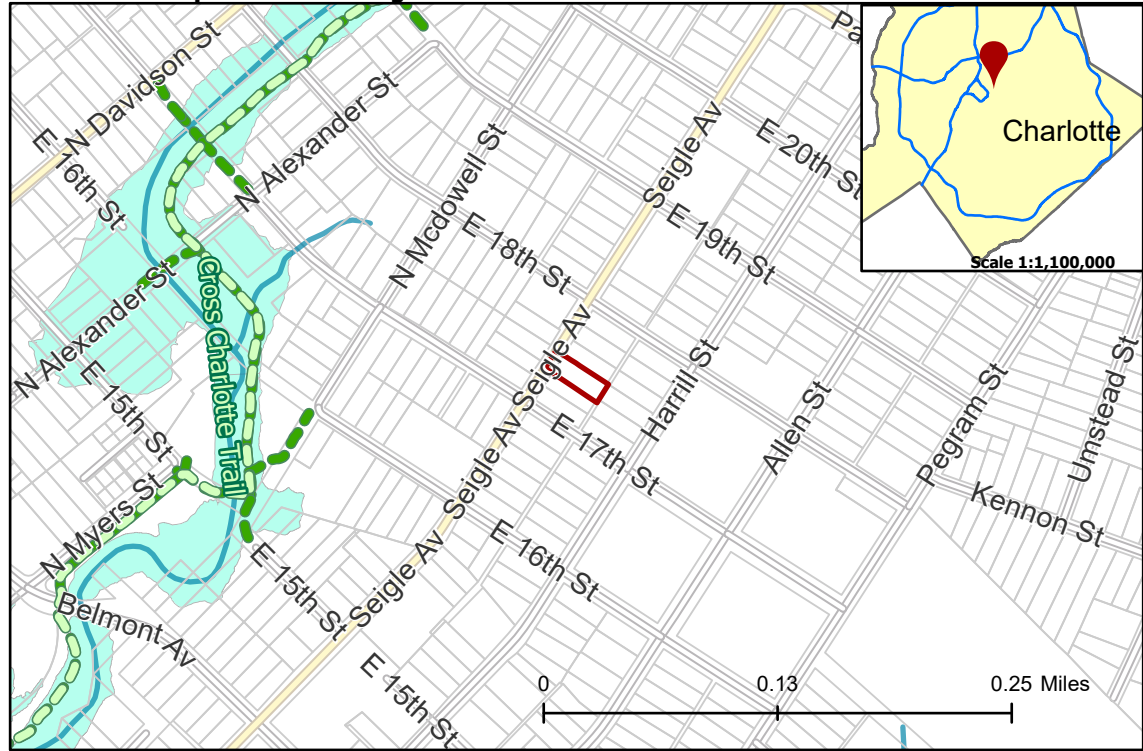 N Davidson St
E 16th St
N Alexander St
N Mcdowell St
Seigle Av
E 20th St
E 19th St
E 18th St
Charlotte
Scale 1:1,100,000
N Alexander St
Cross Charlotte Trail
E 15th St
Seigle Av
Seigle Av
Harrill St
Allen St
Pegram St
Umstead St
E 17th St
Kennon St
N Myers St
E 16th St
Seigle Av
E 15th St
Belmont Av
E 15th St
0
0.13
0.25 Miles